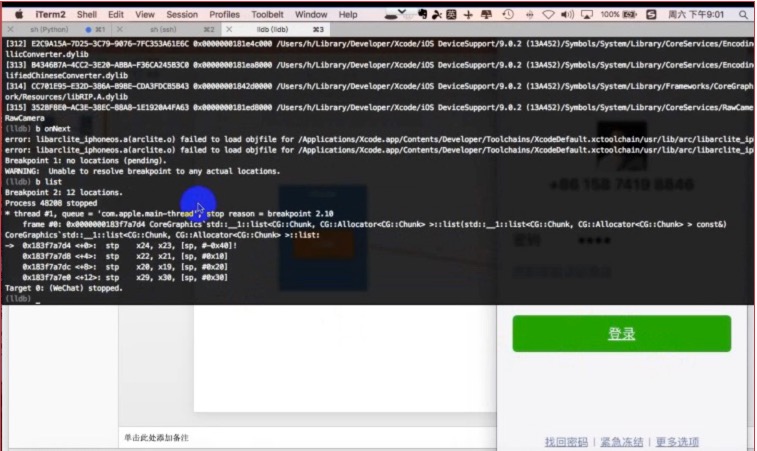 iTerm2 Shell Edit View Session Profiles Toolbelt Window Help 100% 周六 下午9:01
sh (Python) ⌘1 × sh (ssh) ⌘2 × lldb (lldb) ⌘3
[312] E2C9A15A-7D25-3C79-9076-7FC353A61E6C 0x0000000181e4c000 /Users/h/Library/Developer/Xcode/iOS DeviceSupport/9.0.2 (13A452)/Symbols/System/Library/CoreServices/Encodin
llicConverter.dylib
[313] B434687A-4CC2-3E20-ABBA-F36CA245B3C0 0x0000000181ea8000 /Users/h/Library/Developer/Xcode/iOS DeviceSupport/9.0.2 (13A452)/Symbols/System/Library/CoreServices/Encodin
lifiedChineseConverter.dylib
[314] CC701E95-E32D-386A-B9BE-CDA3FDC85B43 0x00000001842d0000 /Users/h/Library/Developer/Xcode/iOS DeviceSupport/9.0.2 (13A452)/Symbols/System/Library/Frameworks/CoreGraph
ork/Resources/libRIP.A.dylib
[315] 3528FBE0-AC3E-38EC-88A8-1E1920A4FA63 0x0000000181ed8000 /Users/h/Library/Developer/Xcode/iOS DeviceSupport/9.0.2 (13A452)/Symbols/System/Library/CoreServices/RawCame
RawCamera
(lldb) b onNext
error: libarclite_iphoneos.a(arclite.o) failed to load objfile for /Applications/Xcode.app/Contents/Developer/Toolchains/XcodeDefault.xctoolchain/usr/lib/arc/libarclite_ip
error: libarclite_iphoneos.a(arclite.o) failed to load objfile for /Applications/Xcode.app/Contents/Developer/Toolchains/XcodeDefault.xctoolchain/usr/lib/arc/libarclite_ip
Breakpoint 1: no locations (pending).
WARNING: Unable to resolve breakpoint to any actual locations.
(lldb) b list
Breakpoint 2: 12 locations.
Process 48208 stopped
* thread #1, queue = 'com.apple.main-thread', stop reason = breakpoint 2.10
frame #0: 0x0000000183f7a7d4 CoreGraphics`std::__1::list<CG::Chunk, CG::Allocator<CG::Chunk> >::list(std::__1::list<CG::Chunk, CG::Allocator<CG::Chunk> > const&)
CoreGraphics`std::__1::list<CG::Chunk, CG::Allocator<CG::Chunk> >::list:
-> 0x183f7a7d4 <+0>: stp x24, x23, [sp, #-0x40]!
0x183f7a7d8 <+4>: stp x22, x21, [sp, #0x10]
0x183f7a7dc <+8>: stp x20, x19, [sp, #0x20]
0x183f7a7e0 <+12>: stp x29, x30, [sp, #0x30]
Target 0: (WeChat) stopped.
(lldb)
+86 158 7419 8846
密码 ••••
登录
单击此处添加备注
找回密码 | 紧急冻结 | 更多选项